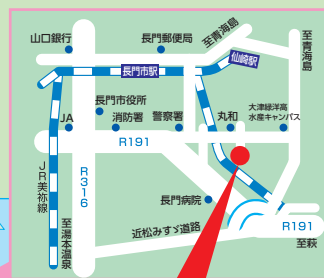 山口銀行
長門郵便局
至青海島
仙崎駅
至青海島
長門市駅
長門市役所
JA
消防署
警察署
丸和
大津緑洋高
水産キャンパス
R191
JR美祢線
R316
長門病院
至湯本温泉
近松みすゞ道路
R191
至萩